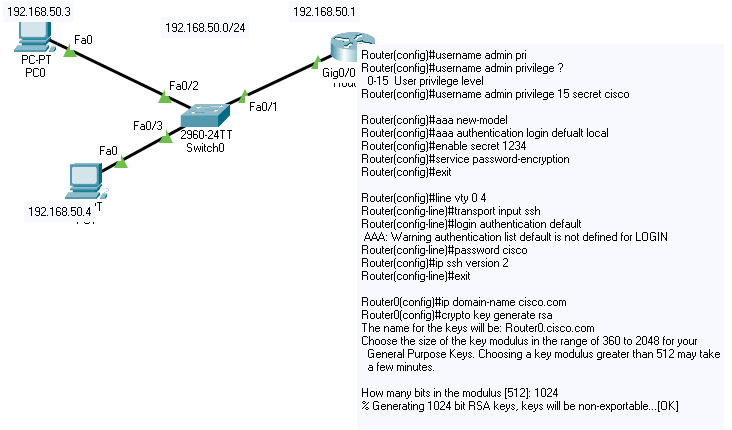 192.168.50.3
192.168.50.1
192.168.50.0/24
Fa0
PC-PT
PC0
Gig0/0
Fa0/2
Fa0/1
Fa0/3
2960-24TT
Switch0
Fa0
192.168.50.4
Router(config)#username admin pri
Router(config)#username admin privilege ?
0-15 User privilege level
Router(config)#username admin privilege 15 secret cisco
Router(config)#aaa new-model
Router(config)#aaa authentication login defualt local
Router(config)#enable secret 1234
Router(config)#service password-encryption
Router(config)#exit
Router(config)#line vty 0 4
Router(config-line)#transport input ssh
Router(config-line)#login authentication default
AAA: Warning authentication list default is not defined for LOGIN
Router(config-line)#password cisco
Router(config)#ip ssh version 2
Router(config-line)#exit
Router0(config)#ip domain-name cisco.com
Router0(config)#crypto key generate rsa
The name for the keys will be: Router0.cisco.com
Choose the size of the key modulus in the range of 360 to 2048 for your
General Purpose Keys. Choosing a key modulus greater than 512 may take
a few minutes.
How many bits in the modulus [512]: 1024
% Generating 1024 bit RSA keys, keys will be non-exportable...[OK]